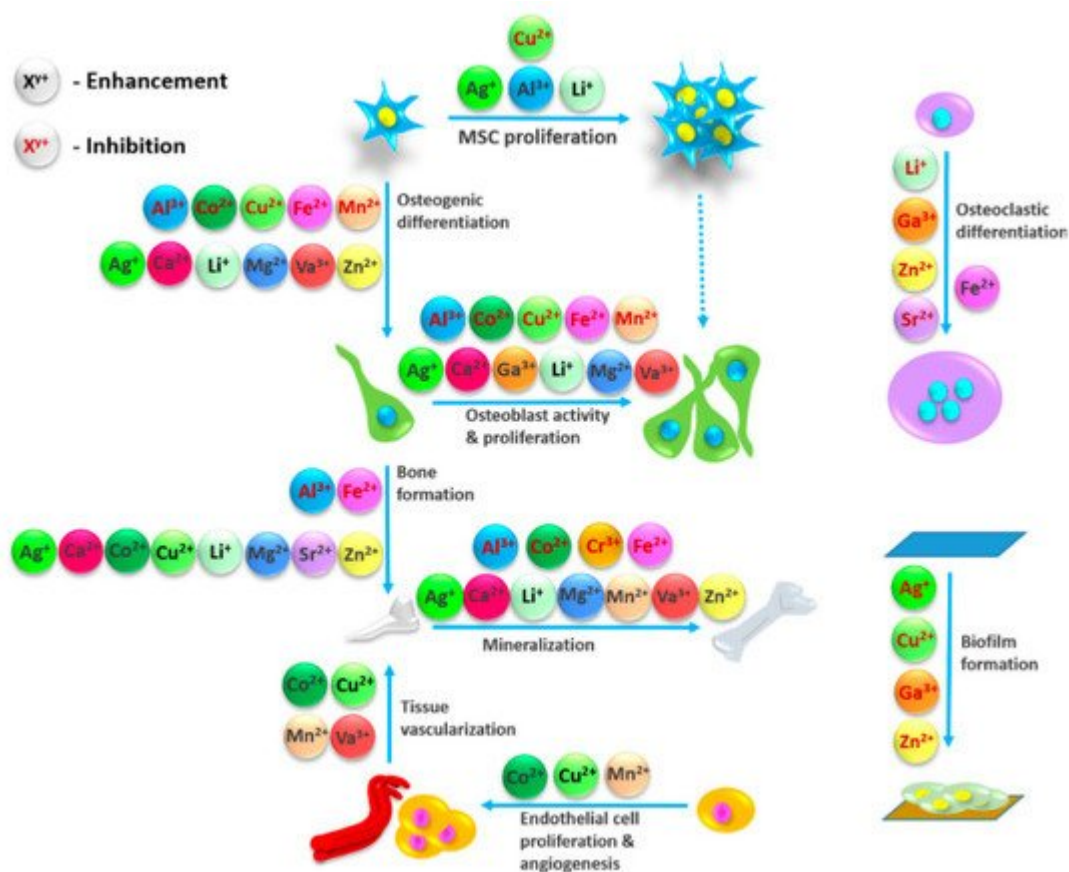 Cu²⁺
Xʸ⁺ - Enhancement
Ag⁺ Al³⁺ Li⁺
MSC proliferation
Xʸ⁺ - Inhibition
Al³⁺ Co²⁺ Cu²⁺ Fe²⁺ Mn²⁺
Osteogenic
differentiation
Ag⁺ Ca²⁺ Li⁺ Mg²⁺ Va³⁺ Zn²⁺
Li⁺
Ga³⁺
Zn²⁺
Sr²⁺
Osteoclastic
differentiation
Fe²⁺
Al³⁺ Co²⁺ Cu²⁺ Fe²⁺ Mn²⁺
Ag⁺ Ca²⁺ Ga³⁺ Li⁺ Mg²⁺ Va³⁺
Osteoblast activity
& proliferation
Al³⁺ Fe²⁺
Bone
formation
Ag⁺ Ca²⁺ Co²⁺ Cu²⁺ Li⁺ Mg²⁺ Sr²⁺ Zn²⁺
Al³⁺ Co²⁺ Cr³⁺ Fe²⁺
Ag⁺ Ca²⁺ Li⁺ Mg²⁺ Mn²⁺ Va³⁺ Zn²⁺
Mineralization
Ag⁺
Cu²⁺
Ga³⁺
Zn²⁺
Biofilm
formation
Co²⁺ Cu²⁺
Mn²⁺ Va³⁺
Tissue
vascularization
Co²⁺ Cu²⁺ Mn²⁺
Endothelial cell
proliferation &
angiogenesis